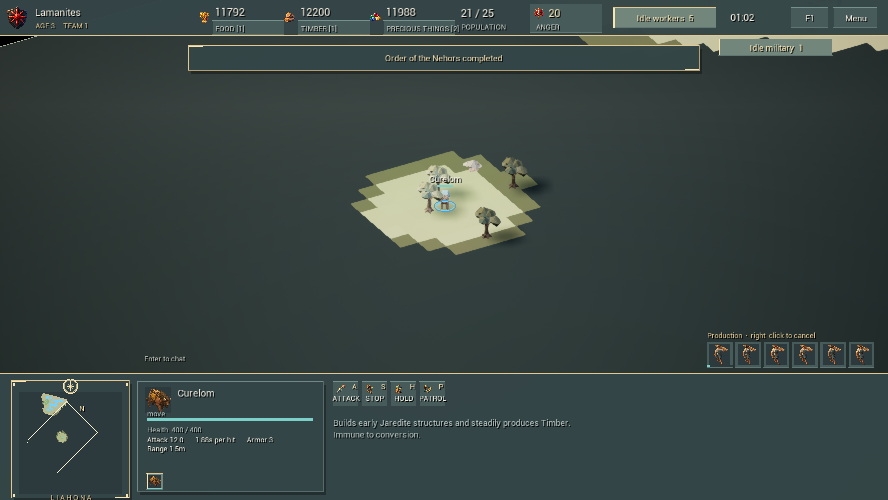 Lamanites
AGE 3 TEAM 1
11792
FOOD [1]
12200
TIMBER [1]
11988
PRECIOUS THINGS [2]
21 / 25
POPULATION
20
ANGER
Idle workers 5
01:02
F1
Menu
Idle military 1
Order of the Nehors completed
Curelom
Production - right click to cancel
Enter to chat
N
LIAHONA
Curelom
move
Health 400 / 400
Attack 12.0 1.88s per hit Armor 3
Range 1.5m
A
ATTACK
S
STOP
H
HOLD
P
PATROL
Builds early Jaredite structures and steadily produces Timber.
Immune to conversion.